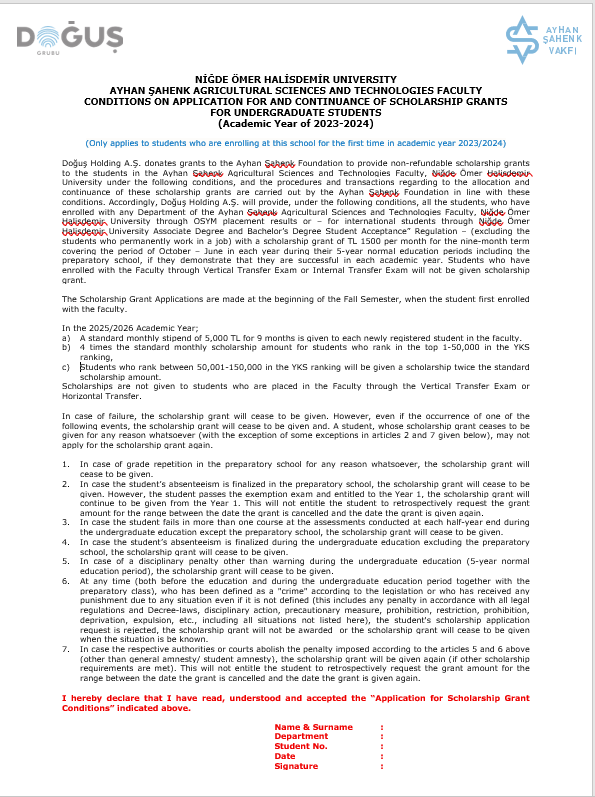 DOĞUŞ
GRUBU
AYHAN
ŞAHENK
VAKFI
NİĞDE ÖMER HALİSDEMİR UNIVERSITY
AYHAN ŞAHENK AGRICULTURAL SCIENCES AND TECHNOLOGIES FACULTY
CONDITIONS ON APPLICATION FOR AND CONTINUANCE OF SCHOLARSHIP GRANTS
FOR UNDERGRADUATE STUDENTS
(Academic Year of 2023-2024)
(Only applies to students who are enrolling at this school for the first time in academic year 2023/2024)
Doğuş Holding A.Ş. donates grants to the Ayhan Şahenk Foundation to provide non-refundable scholarship grants
to the students in the Ayhan Şahenk Agricultural Sciences and Technologies Faculty, Niğde Ömer Halisdemir
University under the following conditions, and the procedures and transactions regarding to the allocation and
continuance of these scholarship grants are carried out by the Ayhan Şahenk Foundation in line with these
conditions. Accordingly, Doğuş Holding A.Ş. will provide, under the following conditions, all the students, who have
enrolled with any Department of the Ayhan Şahenk Agricultural Sciences and Technologies Faculty, Niğde Ömer
Halisdemir University through OSYM placement results or – for international students through Niğde Ömer
Halisdemir University Associate Degree and Bachelor's Degree Student Acceptance" Regulation – (excluding the
students who permanently work in a job) with a scholarship grant of TL 1500 per month for the nine-month term
covering the period of October – June in each year during their 5-year normal education periods including the
preparatory school, if they demonstrate that they are successful in each academic year. Students who have
enrolled with the Faculty through Vertical Transfer Exam or Internal Transfer Exam will not be given scholarship
grant.
The Scholarship Grant Applications are made at the beginning of the Fall Semester, when the student first enrolled
with the faculty.
In the 2025/2026 Academic Year;
a) A standard monthly stipend of 5,000 TL for 9 months is given to each newly registered student in the faculty.
b) 4 times the standard monthly scholarship amount for students who rank in the top 1-50,000 in the YKS
ranking,
c) Students who rank between 50,001-150,000 in the YKS ranking will be given a scholarship twice the standard
scholarship amount.
Scholarships are not given to students who are placed in the Faculty through the Vertical Transfer Exam or
Horizontal Transfer.
In case of failure, the scholarship grant will cease to be given. However, even if the occurrence of one of the
following events, the scholarship grant will cease to be given and. A student, whose scholarship grant ceases to be
given for any reason whatsoever (with the exception of some exceptions in articles 2 and 7 given below), may not
apply for the scholarship grant again.
1. In case of grade repetition in the preparatory school for any reason whatsoever, the scholarship grant will
cease to be given.
2. In case the student's absenteeism is finalized in the preparatory school, the scholarship grant will cease to be
given. However, the student passes the exemption exam and entitled to the Year 1, the scholarship grant will
continue to be given from the Year 1. This will not entitle the student to retrospectively request the grant
amount for the range between the date the grant is cancelled and the date the grant is given again.
3. In case the student fails in more than one course at the assessments conducted at each half-year end during
the undergraduate education except the preparatory school, the scholarship grant will cease to be given.
4. In case the student's absenteeism is finalized during the undergraduate education excluding the preparatory
school, the scholarship grant will cease to be given.
5. In case of a disciplinary penalty other than warning during the undergraduate education (5-year normal
education period), the scholarship grant will cease to be given.
6. At any time (both before the education and during the undergraduate education period together with the
preparatory class), who has been defined as a "crime" according to the legislation or who has received any
punishment due to any situation even if it is not defined (this includes any penalty in accordance with all legal
regulations and Decree-laws, disciplinary action, precautionary measure, prohibition, restriction, prohibition,
deprivation, expulsion, etc., including all situations not listed here), the student's scholarship application
request is rejected, the scholarship grant will not be awarded or the scholarship grant will cease to be given
when the situation is be known.
7. In case the respective authorities or courts abolish the penalty imposed according to the articles 5 and 6 above
(other than general amnesty/ student amnesty), the scholarship grant will be given again (if other scholarship
requirements are met). This will not entitle the student to retrospectively request the grant amount for the
range between the date the grant is cancelled and the date the grant is given again.
I hereby declare that I have read, understood and accepted the "Application for Scholarship Grant
Conditions" indicated above.
Name & Surname :
Department :
Student No. :
Date :
Signature :